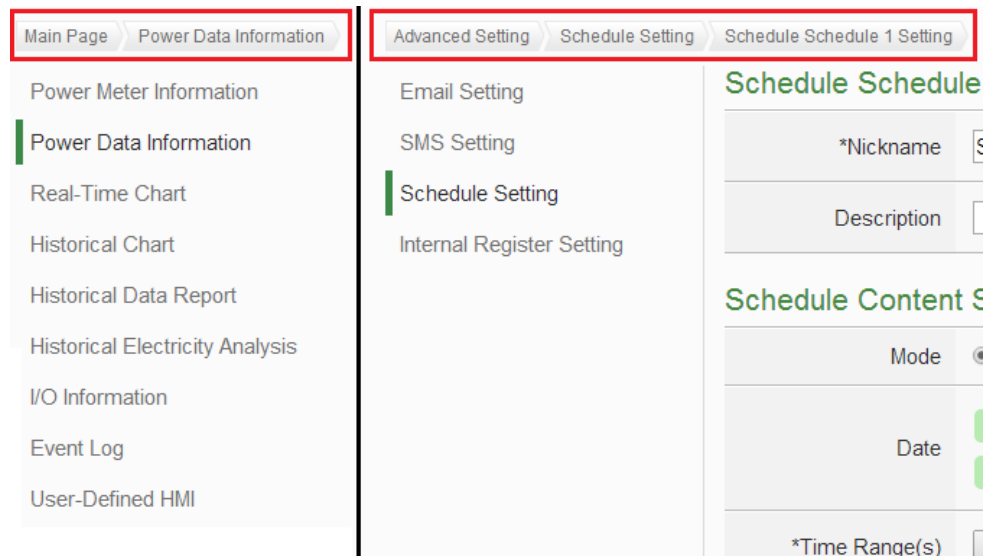 Main Page Power Data Information
Power Meter Information
Power Data Information
Real-Time Chart
Historical Chart
Historical Data Report
Historical Electricity Analysis
I/O Information
Event Log
User-Defined HMI
Advanced Setting Schedule Setting Schedule Schedule 1 Setting
Email Setting
SMS Setting
Schedule Setting
Internal Register Setting
Schedule Schedule
*Nickname S
Description
Schedule Content S
Mode
Date
*Time Range(s)